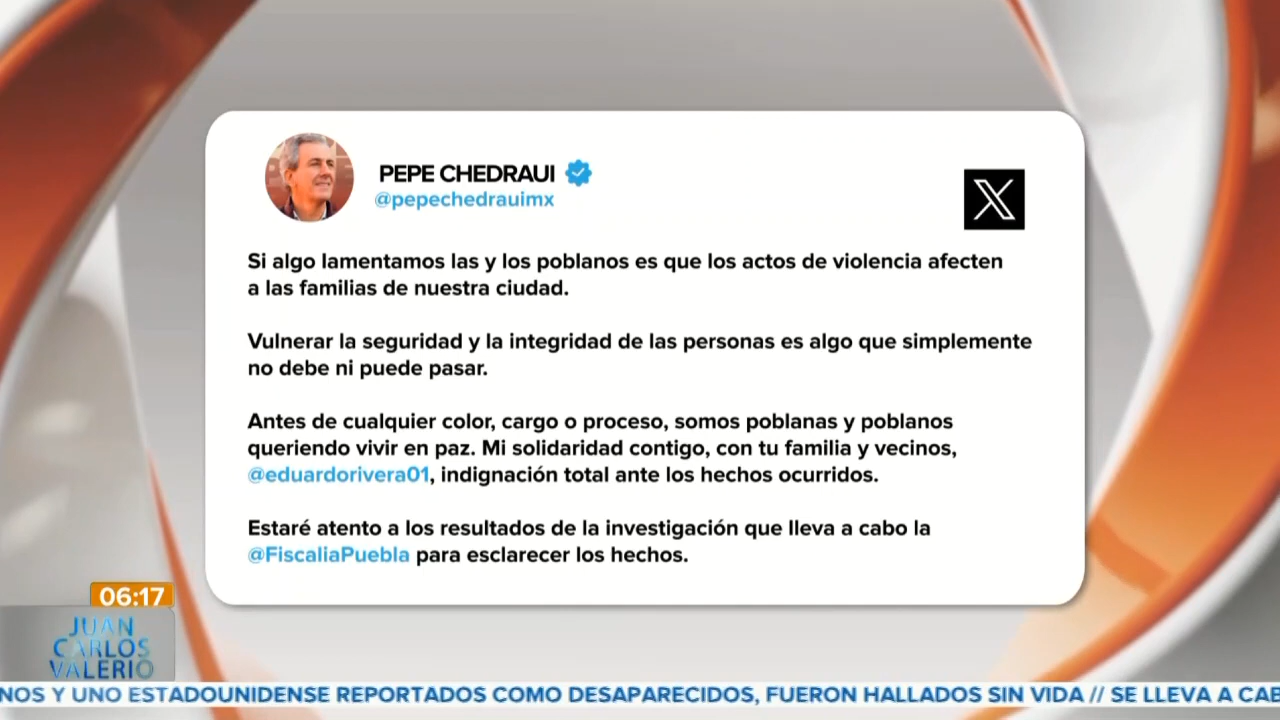 PEPE CHEDRAUI
@pepechedrauimx
X
Si algo lamentamos las y los poblanos es que los actos de violencia afecten
a las familias de nuestra ciudad.
Vulnerar la seguridad y la integridad de las personas es algo que simplemente
no debe ni puede pasar.
Antes de cualquier color, cargo o proceso, somos poblanas y poblanos
queriendo vivir en paz. Mi solidaridad contigo, con tu familia y vecinos,
@eduardorivera01, indignación total ante los hechos ocurridos.
Estaré atento a los resultados de la investigación que lleva a cabo la
@FiscaliaPuebla para esclarecer los hechos.
06:17
JUAN
CARLOS
VALERIO
NOS Y UNO ESTADOUNIDENSE REPORTADOS COMO DESAPARECIDOS, FUERON HALLADOS SIN VIDA // SE LLEVA A CAB